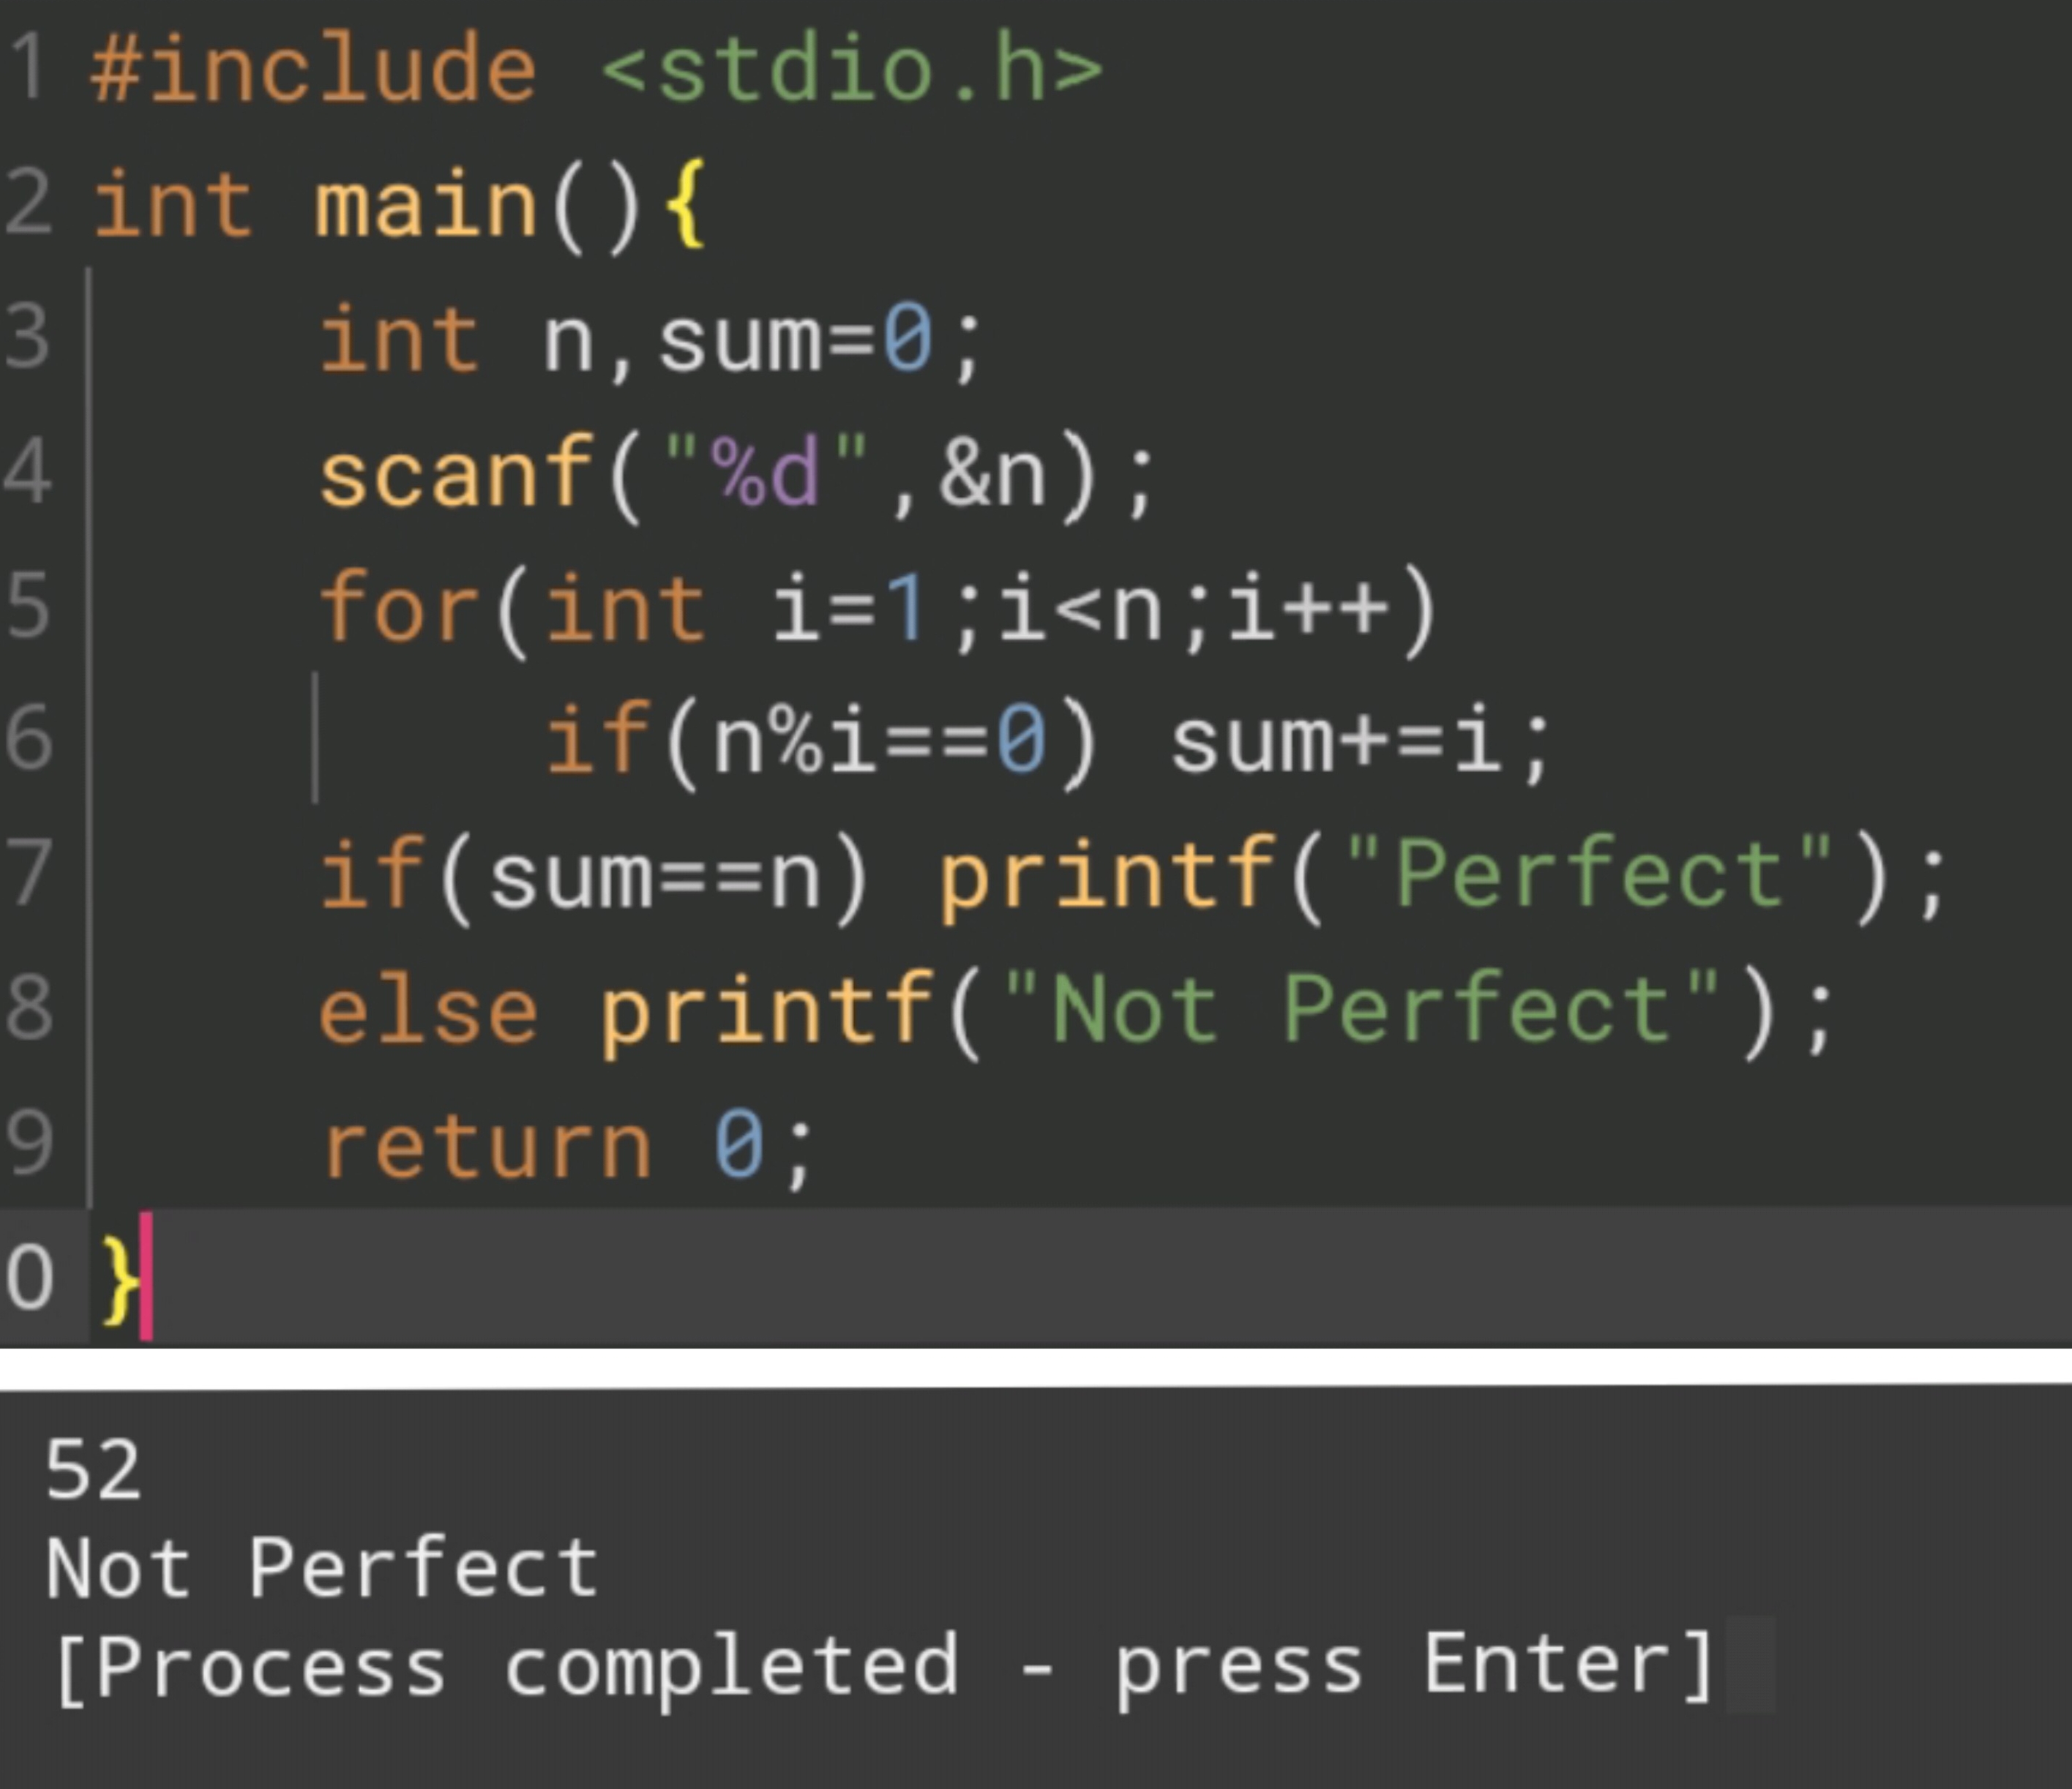 1 #include <stdio.h>
2 int main(){
3     int n,sum=0;
4     scanf("%d",&n);
5     for(int i=1;i<n;i++)
6         if(n%i==0) sum+=i;
7     if(sum==n) printf("Perfect");
8     else printf("Not Perfect");
9     return 0;
0 }
52
Not Perfect
[Process completed - press Enter]